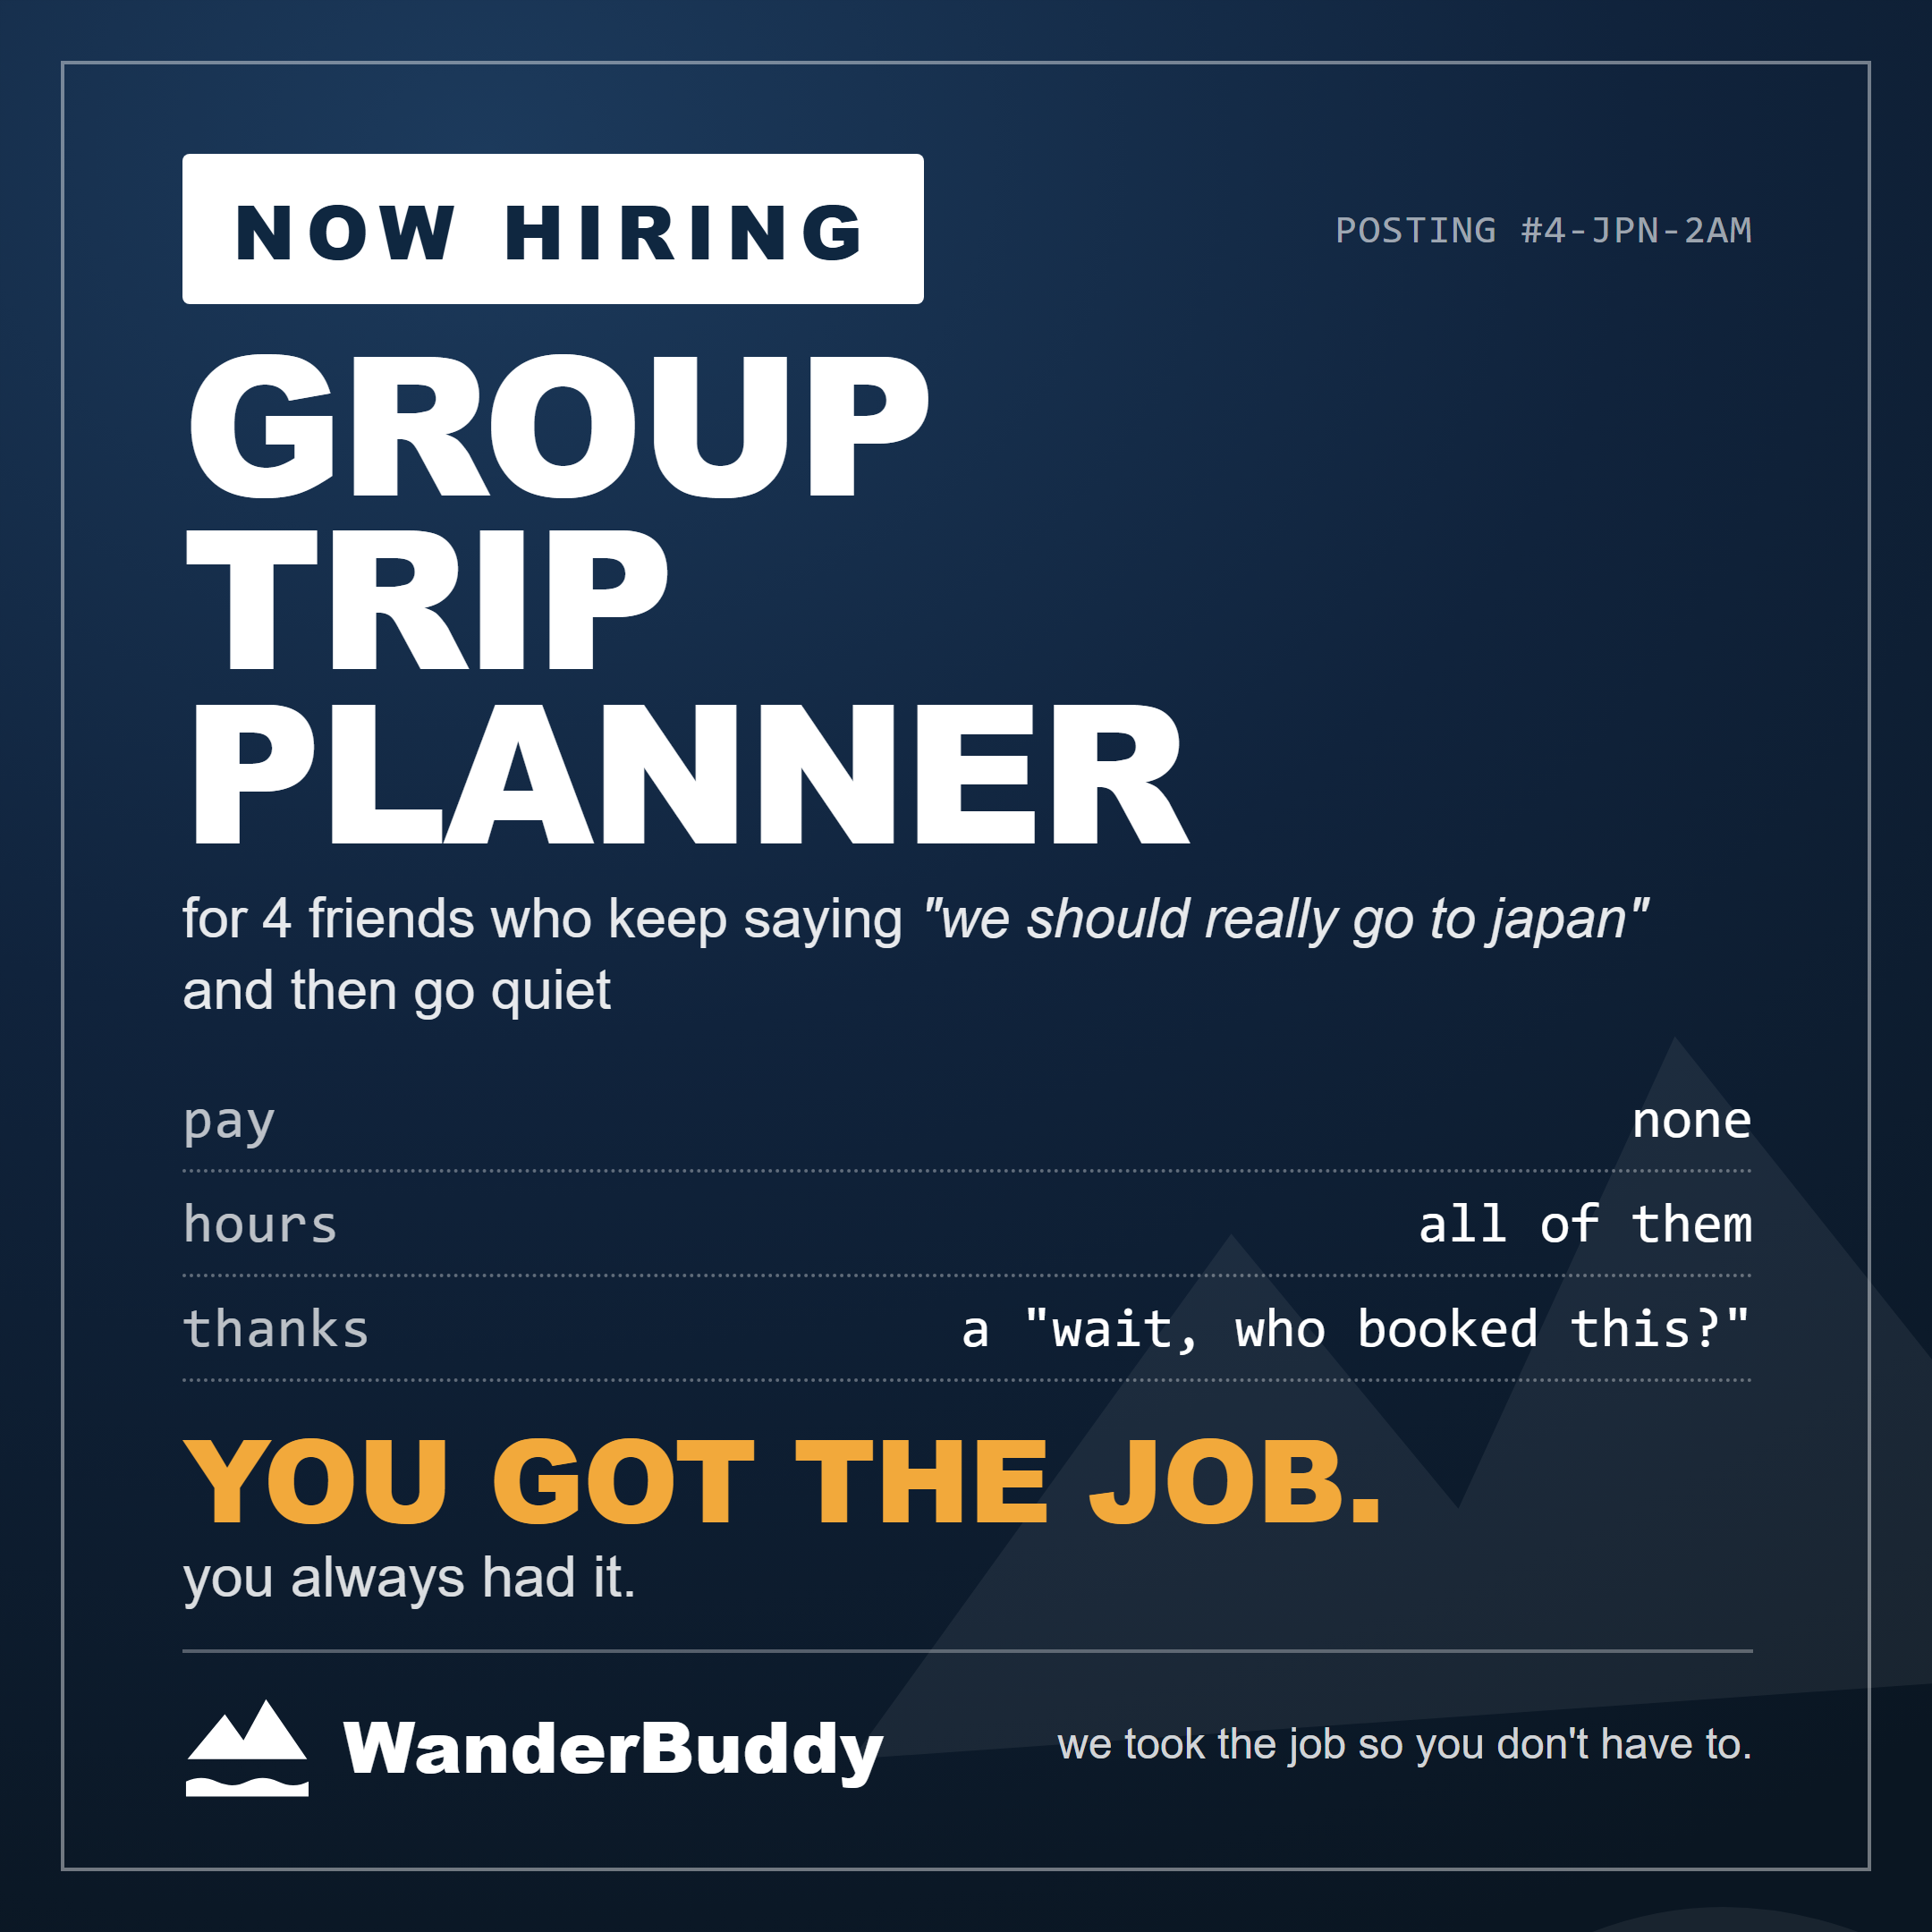 NOW HIRING
POSTING #4-JPN-2AM
GROUP
TRIP
PLANNER
for 4 friends who keep saying "we should really go to japan"
and then go quiet
pay none
hours all of them
thanks a "wait, who booked this?"
YOU GOT THE JOB.
you always had it.
WanderBuddy
we took the job so you don't have to.